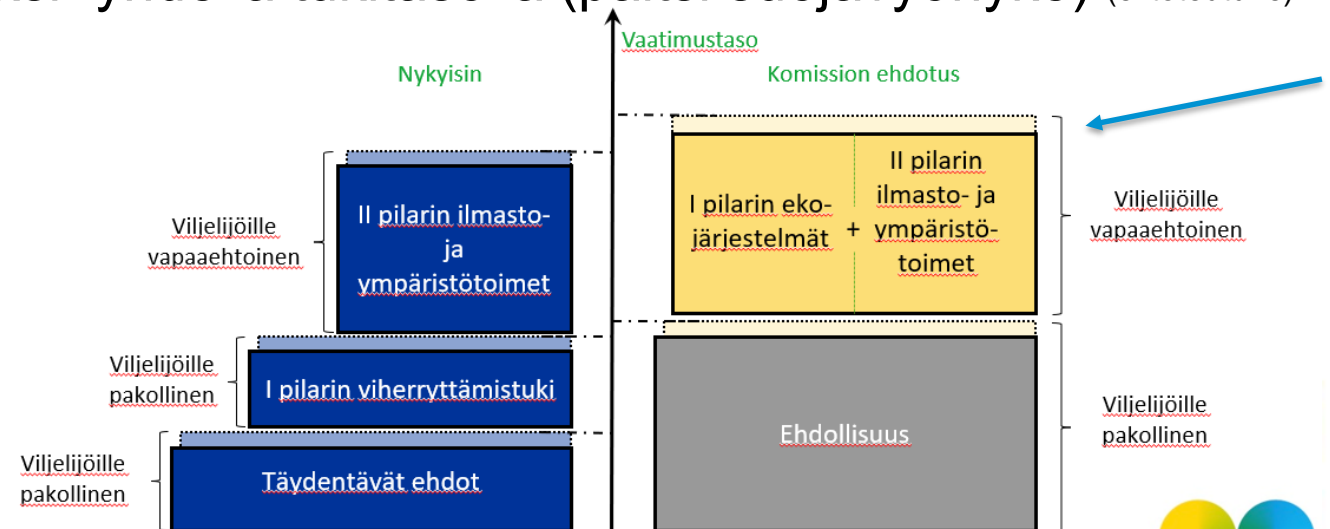 Vaatimustaso
Nykyisin
Komission ehdotus
II pilarin ilmasto-
ja
ympäristötoimet
Viljelijöille
vapaaehtoinen
I pilarin eko-
järjestelmät
+
II pilarin
ilmasto- ja
ympäristö-
toimet
Viljelijöille
vapaaehtoinen
Viljelijöille
pakollinen
I pilarin viherryttämistuki
Viljelijöille
pakollinen
Täydentävät ehdot
Ehdollisuus
Viljelijöille
pakollinen